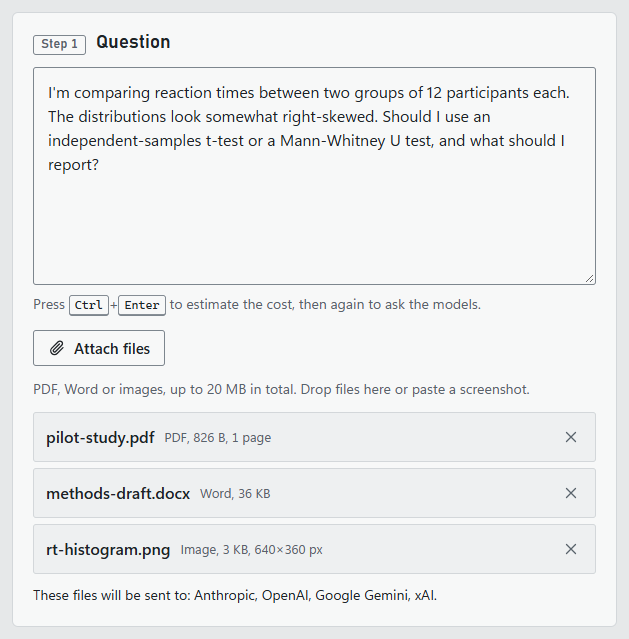 Step 1 Question
I'm comparing reaction times between two groups of 12 participants each.
The distributions look somewhat right-skewed. Should I use an
independent-samples t-test or a Mann-Whitney U test, and what should I
report?
Press Ctrl+Enter to estimate the cost, then again to ask the models.
Attach files
PDF, Word or images, up to 20 MB in total. Drop files here or paste a screenshot.
pilot-study.pdf PDF, 826 B, 1 page
methods-draft.docx Word, 36 KB
rt-histogram.png Image, 3 KB, 640×360 px
These files will be sent to: Anthropic, OpenAI, Google Gemini, xAI.